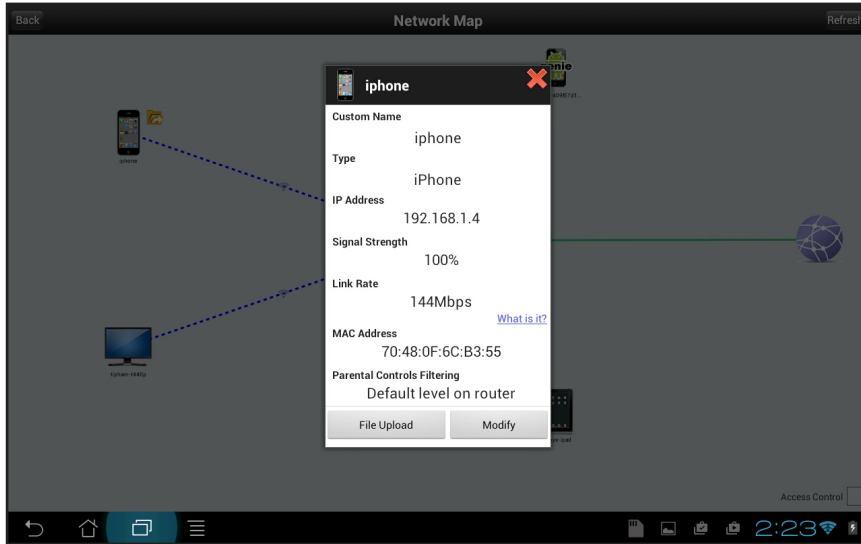 Back
Network Map
Refresh
iphone
Custom Name
iphone
Type
iPhone
IP Address
192.168.1.4
Signal Strength
100%
Link Rate
144Mbps
What is it?
MAC Address
70:48:0F:6C:B3:55
Parental Controls Filtering
Default level on router
File Upload
Modify
iphone
Access Control
2:23